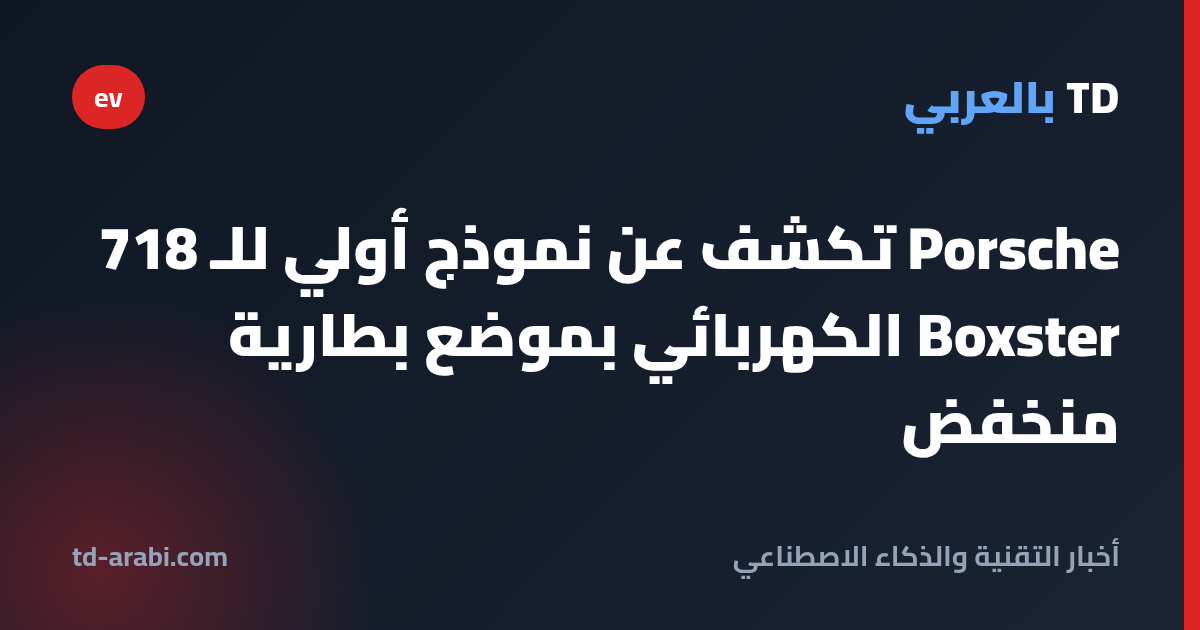 TD بالعربي
ev
Porsche تكشف عن نموذج أولي للـ 718
Boxster الكهربائي بموضع بطارية
منخفض
أخبار التقنية والذكاء الاصطناعي
td-arabi.com